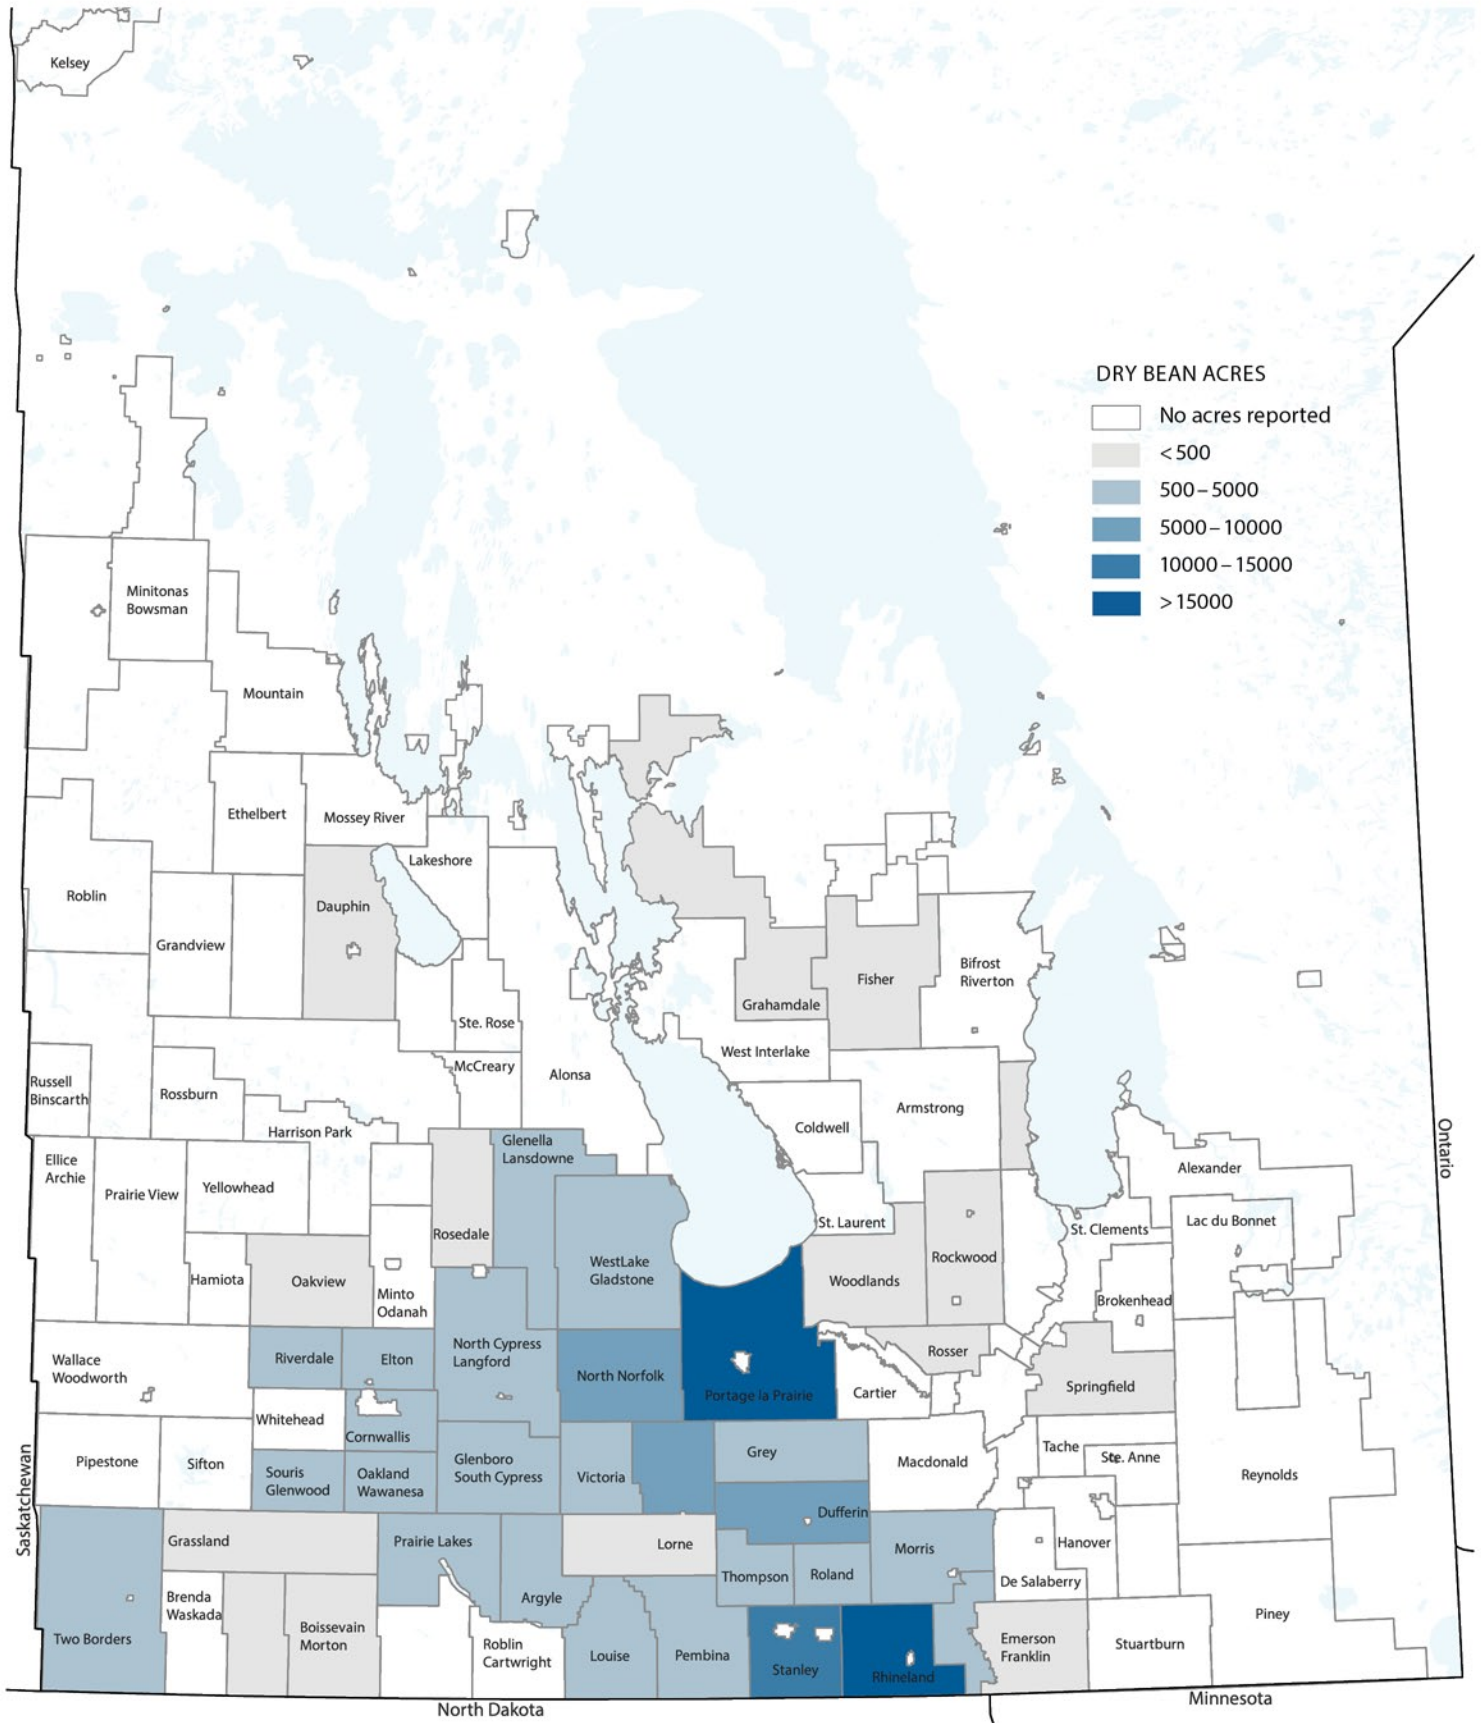 Kelsey
DRY BEAN ACRES
No acres reported
< 500
500 – 5000
5000 – 10000
10000 – 15000
> 15000
Minitonas
Bowsman
Mountain
Ethelbert
Mossey River
Lakeshore
Roblin
Dauphin
Grandview
Bifrost
Riverton
Fisher
Grahamdale
Ste. Rose
West Interlake
McCreary
Alonsa
Russell
Binscarth
Rossburn
Armstrong
Coldwell
Harrison Park
Ontario
Glenella
Lansdowne
Ellice
Archie
Prairie View
Yellowhead
Alexander
St. Laurent
St. Clements
Lac du Bonnet
Rosedale
Rockwood
WestLake
Gladstone
Hamiota
Oakview
Woodlands
Minto
Odanah
Brokenhead
North Cypress
Langford
Rosser
Riverdale
Elton
Wallace
Woodworth
North Norfolk
Springfield
Portage la Prairie
Cartier
Whitehead
Cornwallis
Grey
Tache
Ste. Anne
Pipestone
Sifton
Glenboro
South Cypress
Macdonald
Souris
Glenwood
Oakland
Wawanesa
Victoria
Reynolds
Saskatchewan
Dufferin
Grassland
Prairie Lakes
Lorne
Morris
Hanover
Thompson
Roland
De Salaberry
Brenda
Waskada
Argyle
Two Borders
Boissevain
Morton
Piney
Roblin
Cartwright
Louise
Pembina
Stanley
Rhineland
Emerson
Franklin
Stuartburn
North Dakota
Minnesota